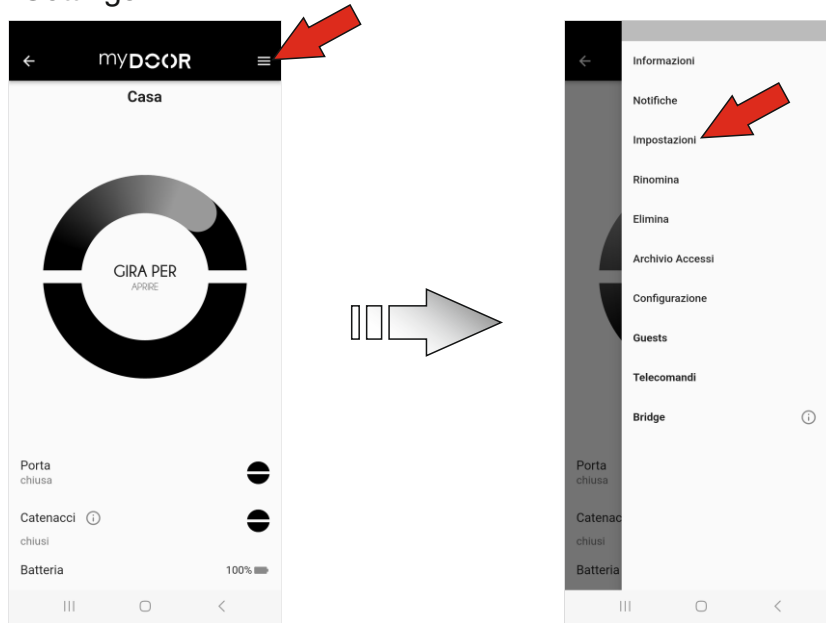 Settings
myDOOR
Casa
GIRA PER
APRIRE
Porta
chiusa
Catenacci
chiusi
Batteria
100%
Informazioni
Notifiche
Impostazioni
Rinomina
Elimina
Archivio Accessi
Configurazione
Guests
Telecomandi
Bridge
Porta
chiusa
Catenac
chiusi
Batteria